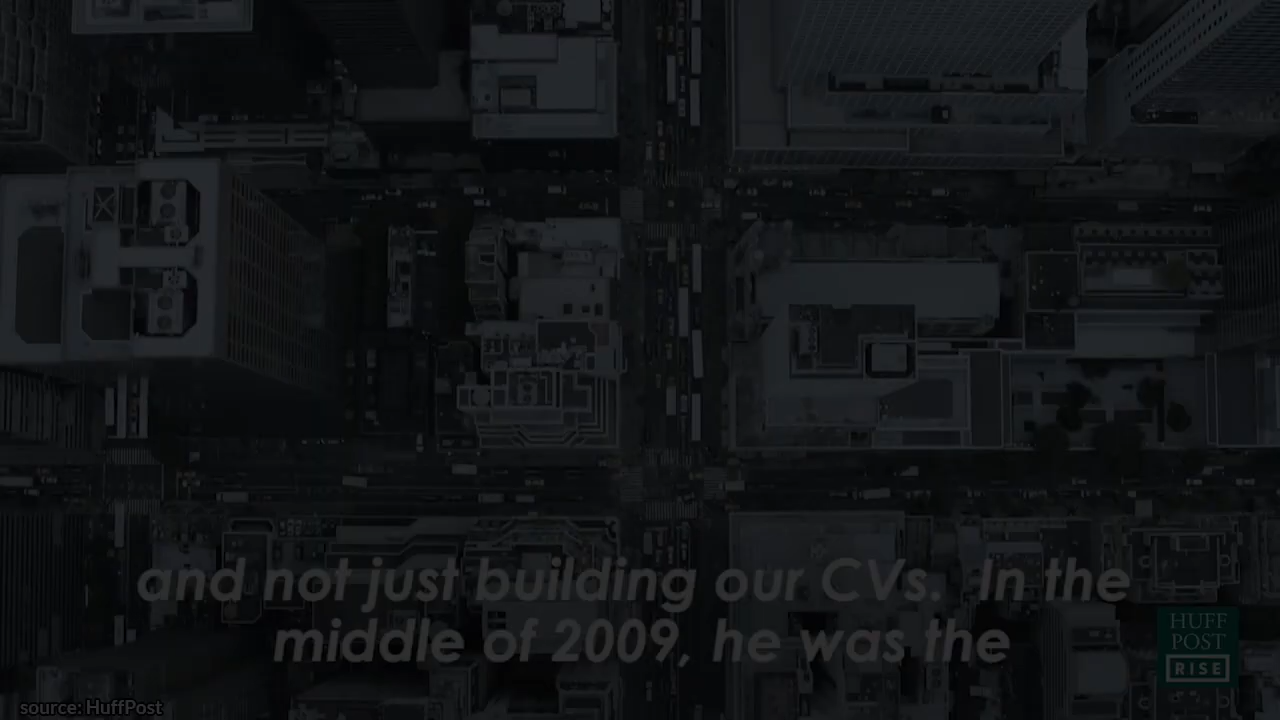 and not just building our CVs. In the
middle of 2009, he was the
HUFF
POST
RISE
source: HuffPost